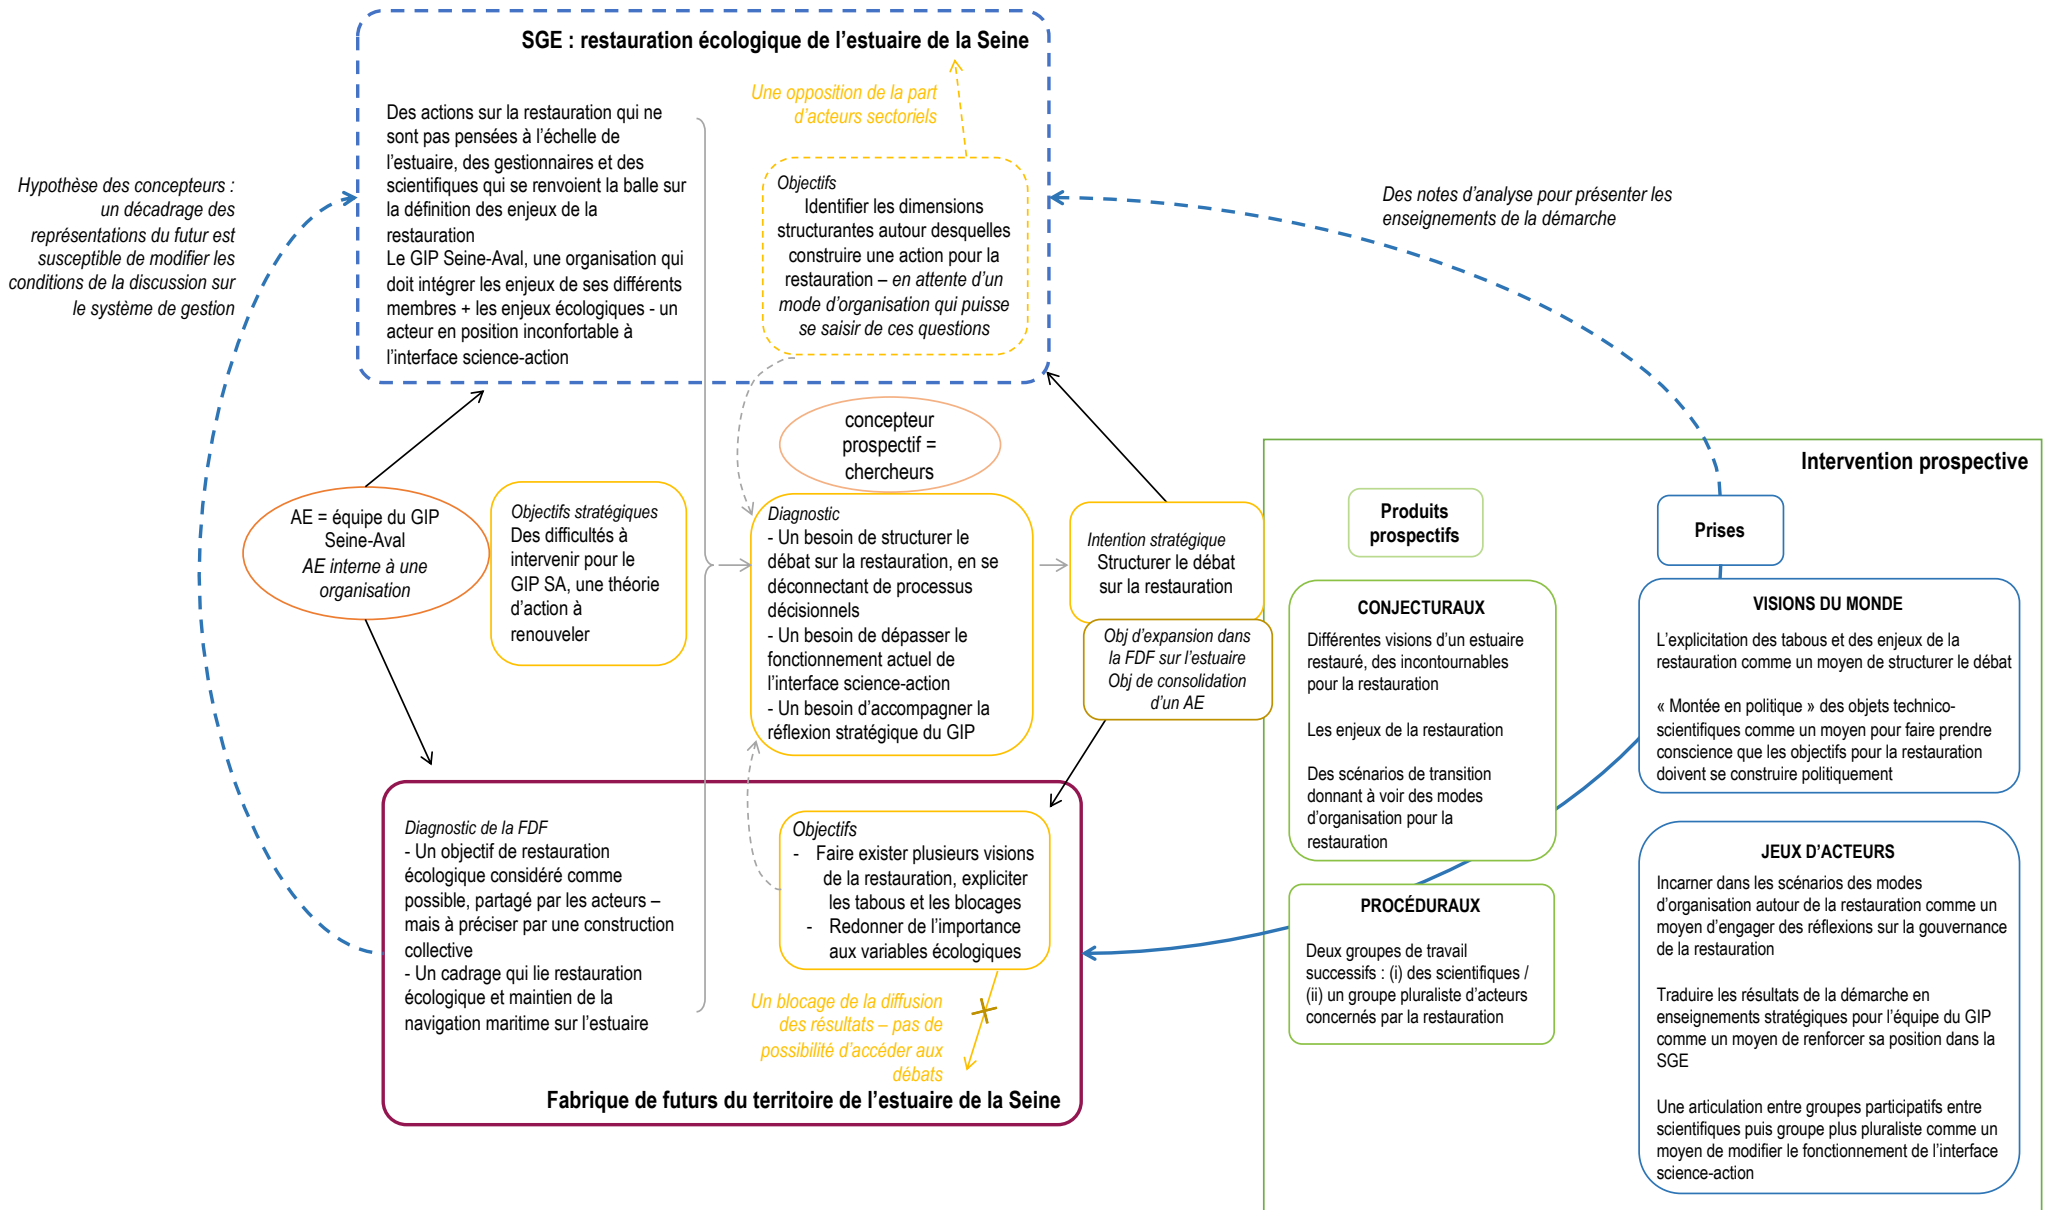 SGE : restauration écologique de l’estuaire de la Seine
Une opposition de la part
d’acteurs sectoriels
Des actions sur la restauration qui ne
sont pas pensées à l’échelle de
l’estuaire, des gestionnaires et des
scientifiques qui se renvoient la balle sur
la définition des enjeux de la
restauration
Le GIP Seine-Aval, une organisation qui
doit intégrer les enjeux de ses différents
membres + les enjeux écologiques - un
acteur en position inconfortable à
l’interface science-action
Objectifs
Identifier les dimensions
structurantes autour desquelles
construire une action pour la
restauration – en attente d’un
mode d’organisation qui puisse
se saisir de ces questions
Hypothèse des concepteurs :
un décadrage des
représentations du futur est
susceptible de modifier les
conditions de la discussion sur
le système de gestion
Des notes d’analyse pour présenter les
enseignements de la démarche
concepteur
prospectif =
chercheurs
AE = équipe du GIP
Seine-Aval
AE interne à une
organisation
Objectifs stratégiques
Des difficultés à
intervenir pour le
GIP SA, une théorie
d’action à
renouveler
Diagnostic
- Un besoin de structurer le
débat sur la restauration, en se
déconnectant de processus
décisionnels
- Un besoin de dépasser le
fonctionnement actuel de
l’interface science-action
- Un besoin d’accompagner la
réflexion stratégique du GIP
Intention stratégique
Structurer le débat
sur la restauration
Obj d’expansion dans
la FDF sur l’estuaire
Obj de consolidation
d’un AE
Diagnostic de la FDF
- Un objectif de restauration
écologique considéré comme
possible, partagé par les acteurs –
mais à préciser par une construction
collective
- Un cadrage qui lie restauration
écologique et maintien de la
navigation maritime sur l’estuaire
Objectifs
- Faire exister plusieurs visions
de la restauration, expliciter
les tabous et les blocages
- Redonner de l’importance
aux variables écologiques
Un blocage de la diffusion
des résultats – pas de
possibilité d’accéder aux
débats
Fabrique de futurs du territoire de l’estuaire de la Seine
Intervention prospective
Produits
prospectifs
CONJECTURAUX
Différentes visions d’un estuaire
restauré, des incontournables
pour la restauration
Les enjeux de la restauration
Des scénarios de transition
donnant à voir des modes
d’organisation pour la
restauration
PROCÉDURAUX
Deux groupes de travail
successifs : (i) des scientifiques /
(ii) un groupe pluraliste d’acteurs
concernés par la restauration
Prises
VISIONS DU MONDE
L’explicitation des tabous et des enjeux de la
restauration comme un moyen de structurer le débat
« Montée en politique » des objets technico-
scientifiques comme un moyen pour faire prendre
conscience que les objectifs pour la restauration
doivent se construire politiquement
JEUX D’ACTEURS
Incarner dans les scénarios des modes
d’organisation autour de la restauration comme un
moyen d’engager des réflexions sur la gouvernance
de la restauration
Traduire les résultats de la démarche en
enseignements stratégiques pour l’équipe du GIP
comme un moyen de renforcer sa position dans la
SGE
Une articulation entre groupes participatifs entre
scientifiques puis groupe plus pluraliste comme un
moyen de modifier le fonctionnement de l’interface
science-action